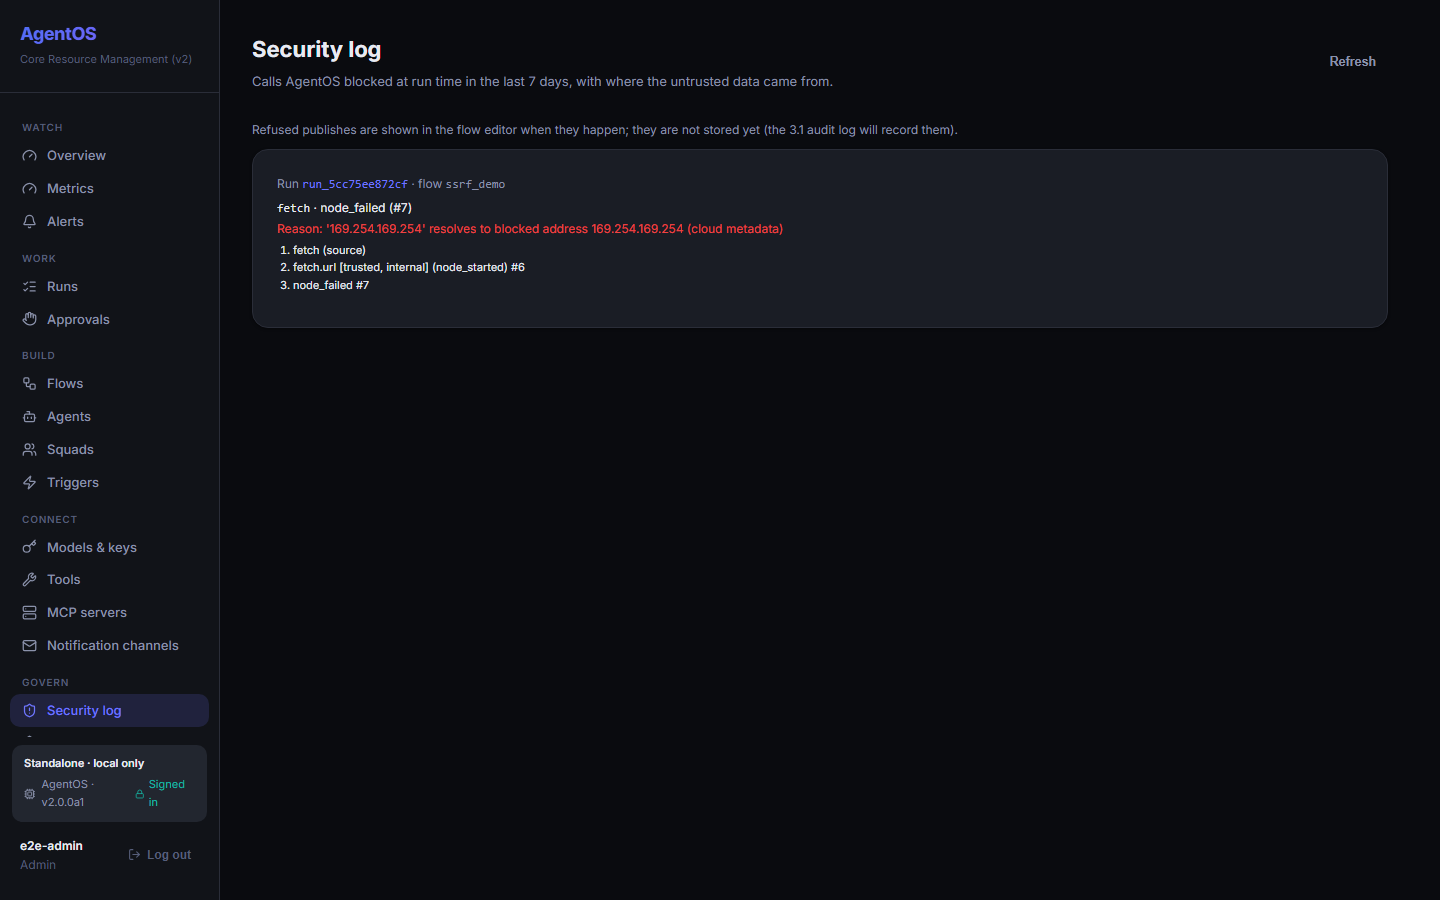 AgentOS
Core Resource Management (v2)
WATCH
Overview
Metrics
Alerts
WORK
Runs
Approvals
BUILD
Flows
Agents
Squads
Triggers
CONNECT
Models & keys
Tools
MCP servers
Notification channels
GOVERN
Security log
Standalone · local only
AgentOS ·
v2.0.0a1
Signed
in
e2e-admin
Admin
Log out
Security log
Calls AgentOS blocked at run time in the last 7 days, with where the untrusted data came from.
Refresh
Refused publishes are shown in the flow editor when they happen; they are not stored yet (the 3.1 audit log will record them).
Run run_5cc75ee872cf · flow ssrf_demo
fetch · node_failed (#7)
Reason: '169.254.169.254' resolves to blocked address 169.254.169.254 (cloud metadata)
1. fetch (source)
2. fetch.url [trusted, internal] (node_started) #6
3. node_failed #7